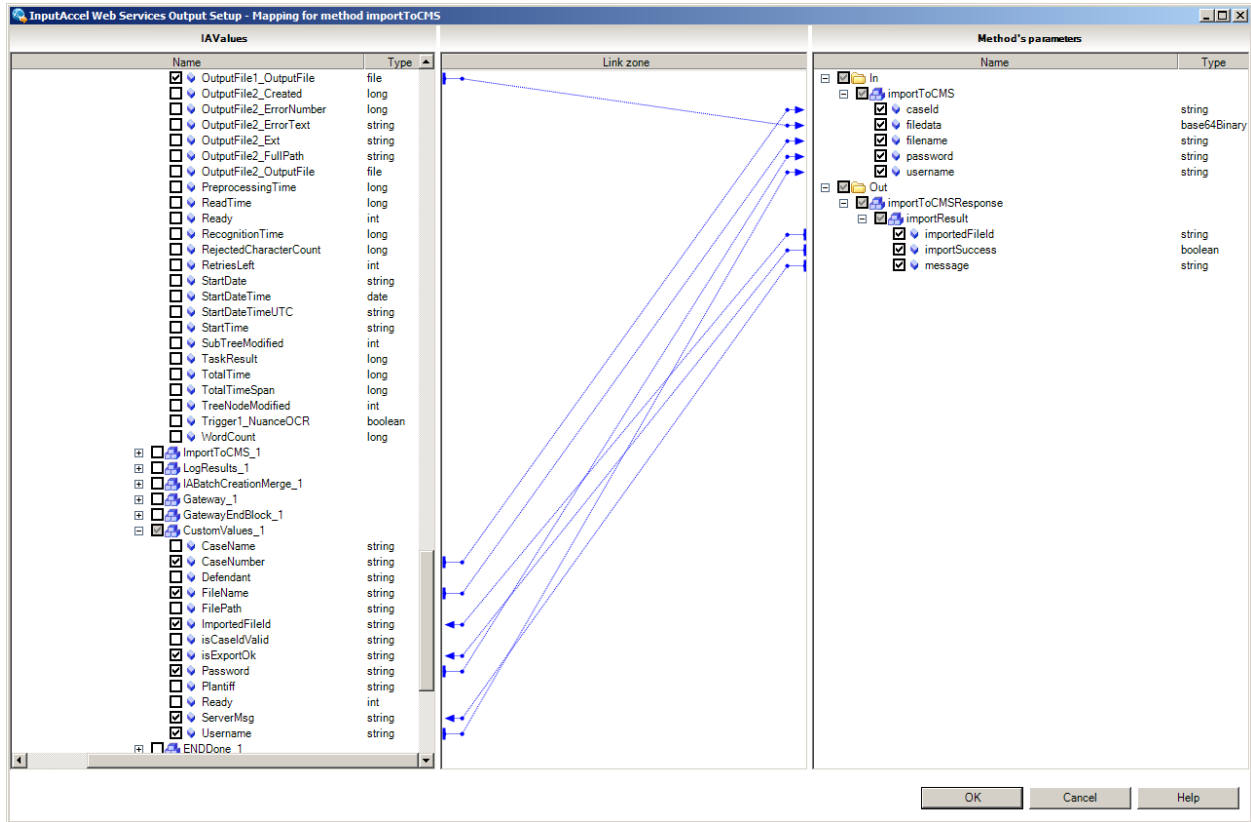 InputAccel Web Services Output Setup - Mapping for method importToCMS
IAValues
Method's parameters
Name Type
Link zone
Name Type
OutputFile1_OutputFile file
OutputFile2_Created long
OutputFile2_ErrorNumber long
OutputFile2_ErrorText string
OutputFile2_Ext string
OutputFile2_FullPath string
OutputFile2_OutputFile file
PreprocessingTime long
ReadTime long
Ready int
RecognitionTime long
RejectedCharacterCount long
RetriesLeft int
StartDate string
StartDateTime date
StartDateTimeUTC string
StartTime string
SubTreeModified int
TaskResult long
TotalTime long
TotalTimeSpan long
TreeNodeModified int
Trigger1_NuanceOCR boolean
WordCount long
ImportToCMS_1
LogResults_1
IABatchCreationMerge_1
Gateway_1
GatewayEndBlock_1
CustomValues_1
CaseName string
CaseNumber string
Defendant string
FileName string
FilePath string
ImportedFileId string
isCaseIdValid string
isExportOk string
Password string
Plantiff string
Ready int
ServerMsg string
Username string
ENDDone_1
In
importToCMS
caseId string
filedata base64Binary
filename string
password string
username string
Out
importToCMSResponse
importResult
importedFileId string
importSuccess boolean
message string
OK
Cancel
Help